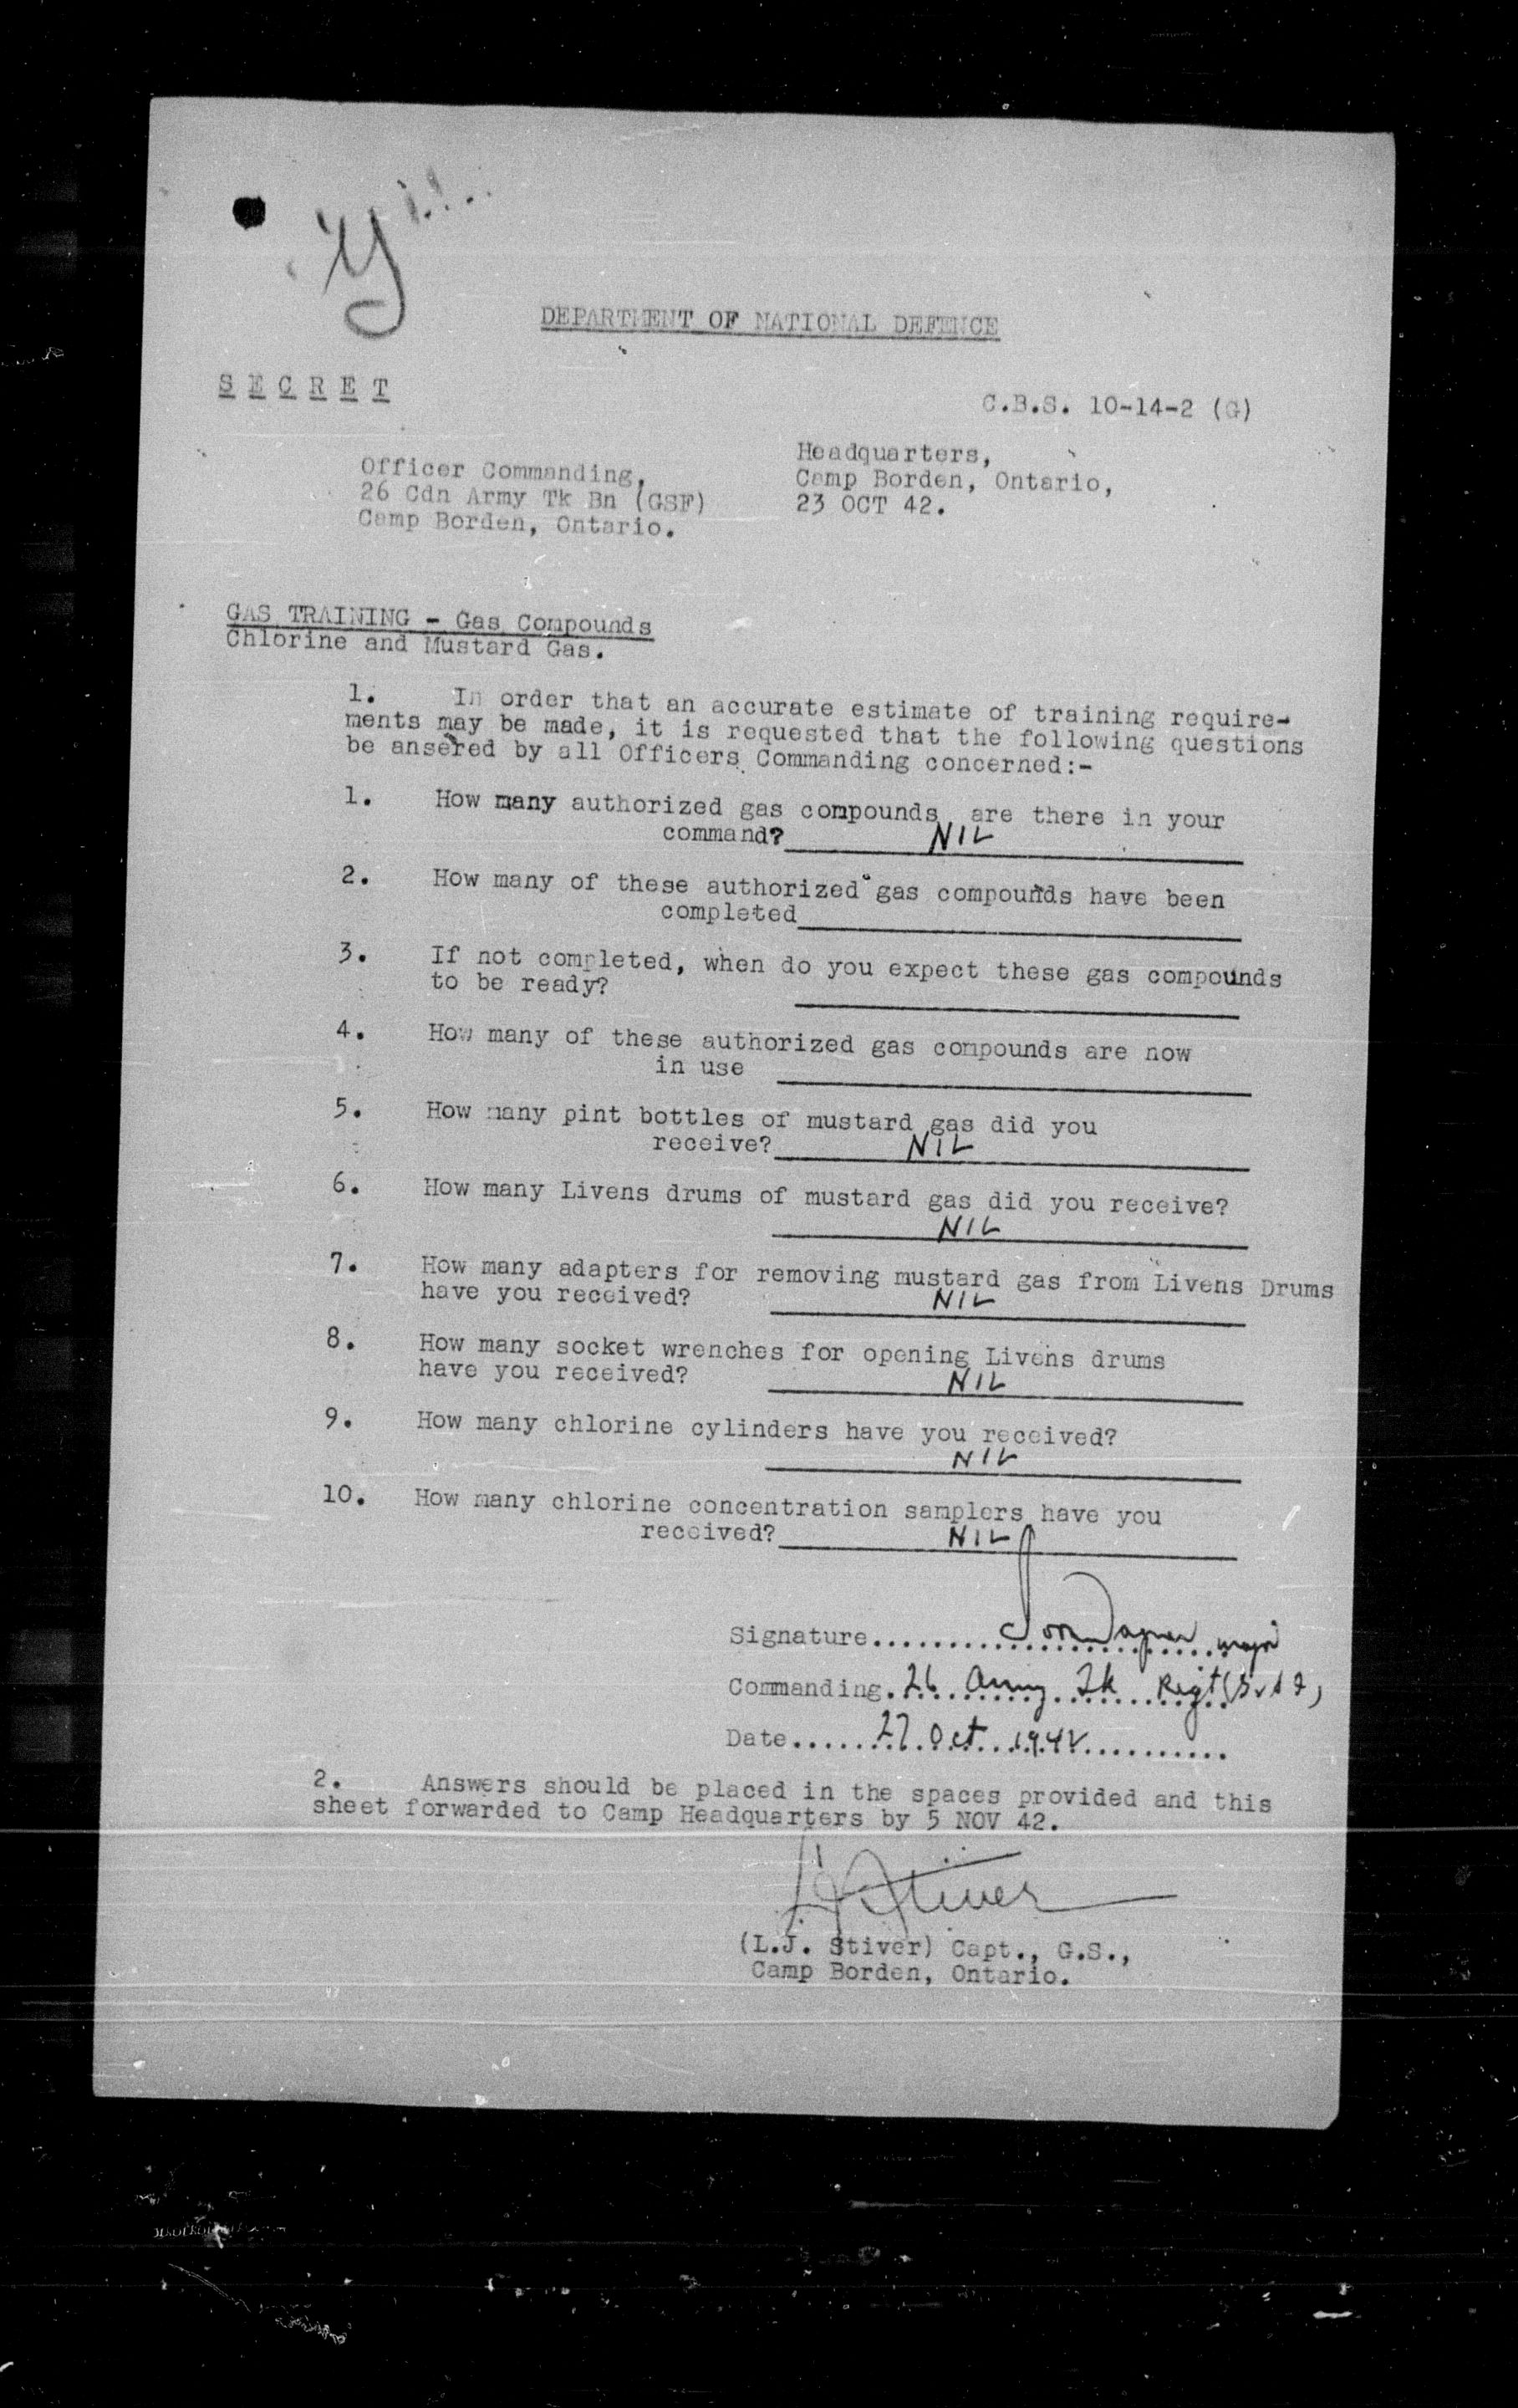 y
DEPARTMENT OF NATIONAL DEFENCE
S E C R E T
C.B.S. 10-14-2 (G)
Officer Commanding,
26 Cdn Army Tk Bn (GSF)
Camp Borden, Ontario.
Headquarters,
Camp Borden, Ontario,
23 OCT 42.
GAS TRAINING - Gas Compounds
Chlorine and Mustard Gas.
1. In order that an accurate estimate of training require-
ments may be made, it is requested that the following questions
be ansered by all Officers Commanding concerned:-
1. How many authorized gas compounds are there in your
command? NIL
2. How many of these authorized gas compounds have been
completed
3. If not completed, when do you expect these gas compounds
to be ready?
4. How many of these authorized gas compounds are now
in use
5. How many pint bottles of mustard gas did you
receive? NIL
6. How many Livens drums of mustard gas did you receive?
NIL
7. How many adapters for removing mustard gas from Livens Drums
have you received? NIL
8. How many socket wrenches for opening Livens drums
have you received? NIL
9. How many chlorine cylinders have you received?
NIL
10. How many chlorine concentration samplers have you
received? NIL
Signature major
Commanding 26 Army Tk Regt
Date 27 Oct 1942
2. Answers should be placed in the spaces provided and this
sheet forwarded to Camp Headquarters by 5 NOV 42.
LJ Stiver
(L.J. Stiver) Capt., G.S.,
Camp Borden, Ontario.